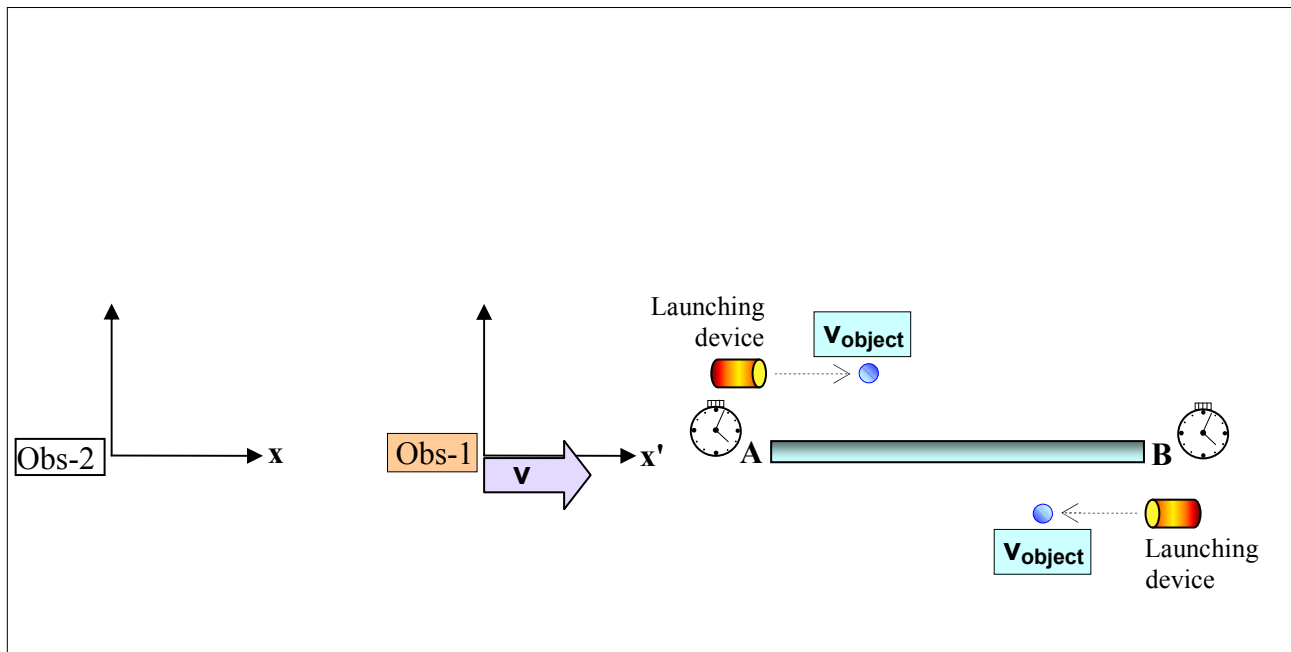 Launching
device
Vobject
Obs-2
x
Obs-1
v
x'
A
B
Vobject
Launching
device